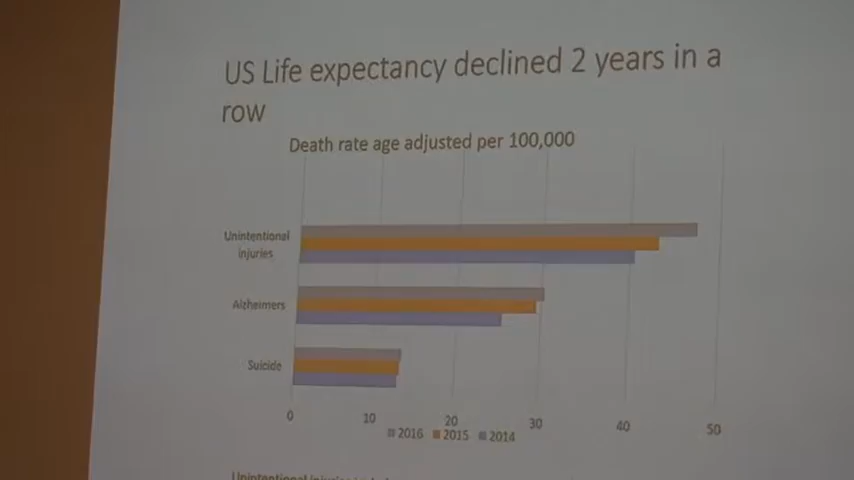 US Life expectancy declined 2 years in a
row
Death rate age adjusted per 100,000
Unintentional
injuries
Alzheimers
Suicide
0 10 20 30 40 50
2016 2015 2014
Unintentional